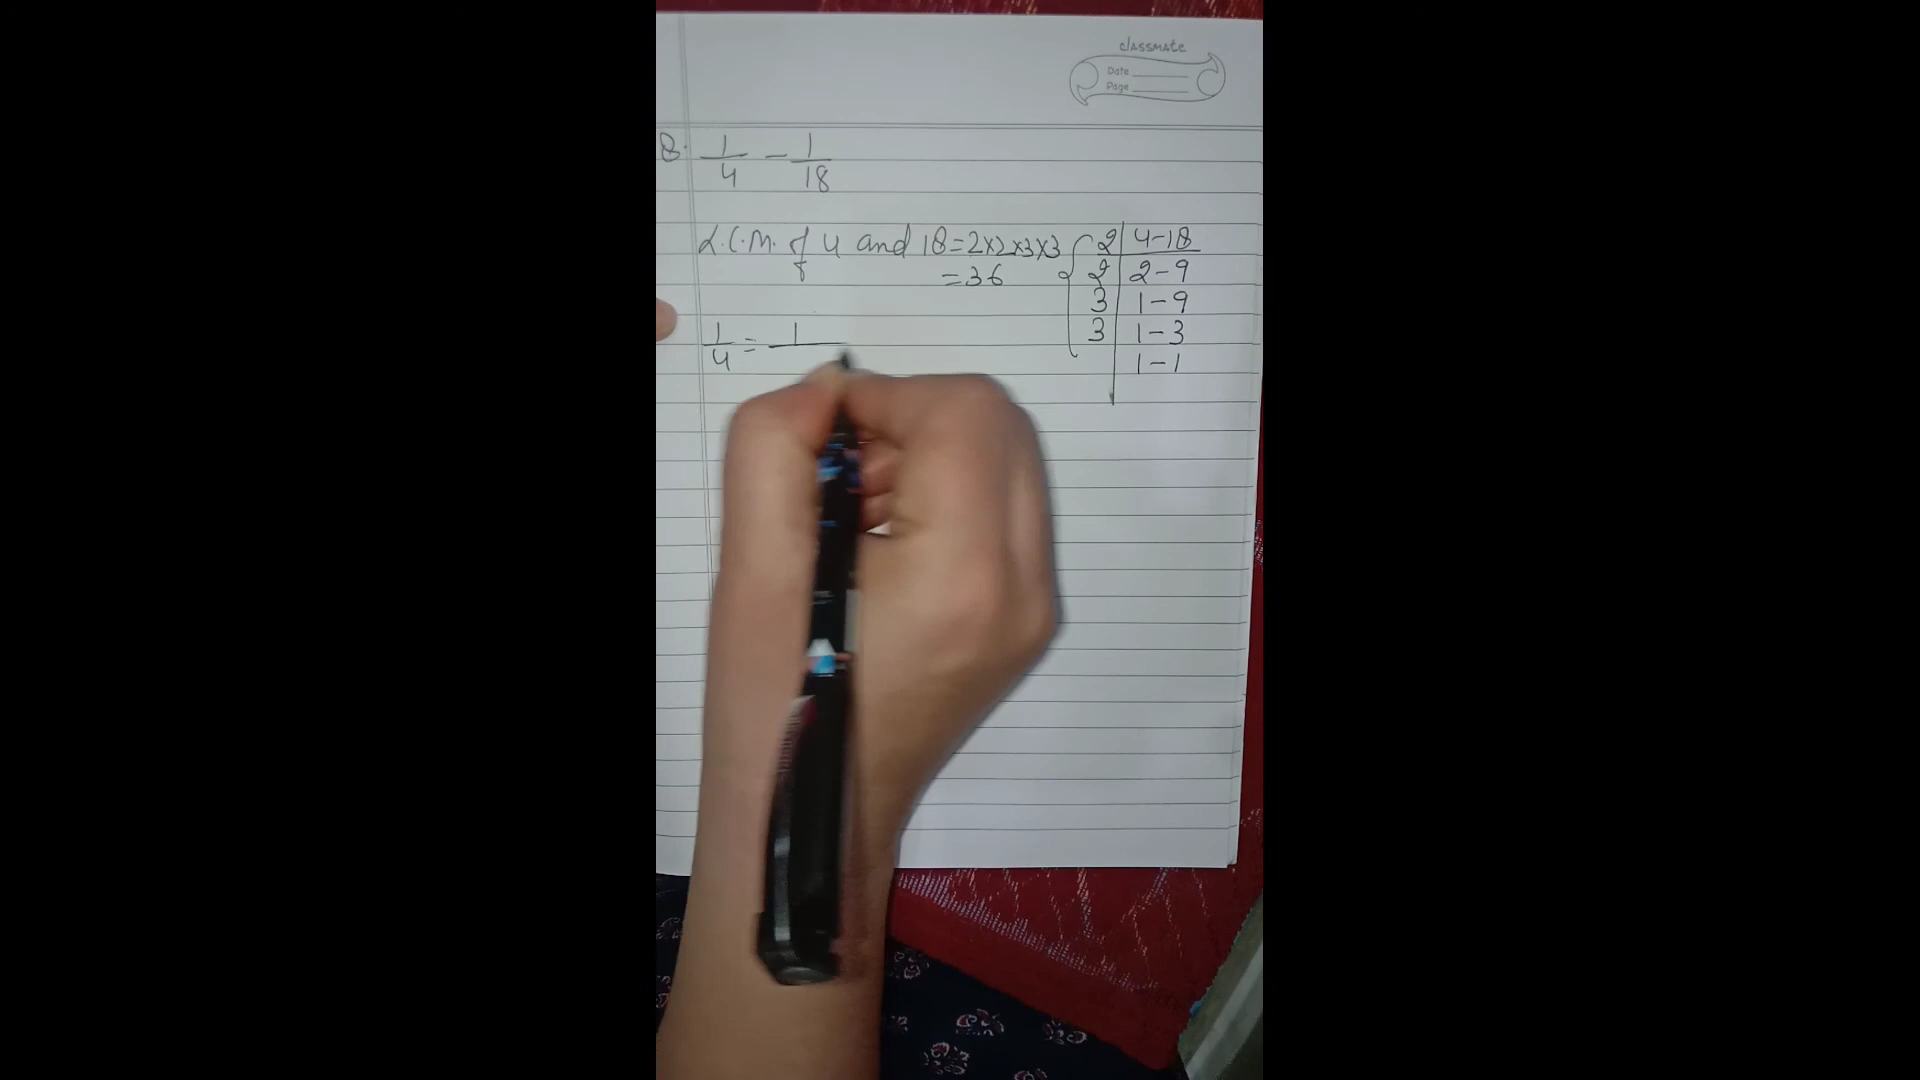 classmate
Date
Page
8. 1/4 - 1/18
L.C.M. of 4 and 18 = 2×2×3×3
= 36
2 | 4-18
2 | 2-9
3 | 1-9
3 | 1-3
1-1
1/4 = 1